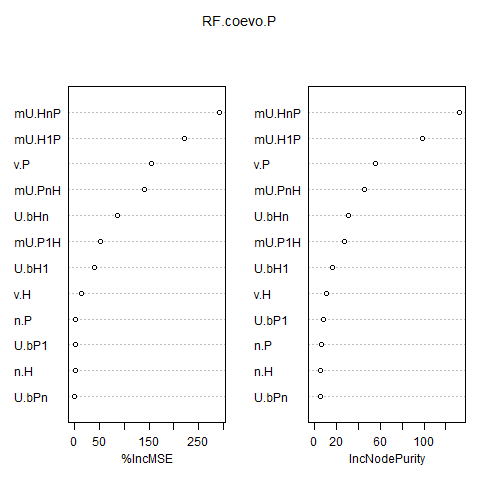 RF.coevo.P
mU.HnP
mU.H1P
v.P
mU.PnH
U.bHn
mU.P1H
U.bH1
v.H
n.P
U.bP1
n.H
U.bPn
0 50 150 250
%IncMSE
mU.HnP
mU.H1P
v.P
mU.PnH
U.bHn
mU.P1H
U.bH1
v.H
U.bP1
n.P
n.H
U.bPn
0 20 60 100
IncNodePurity